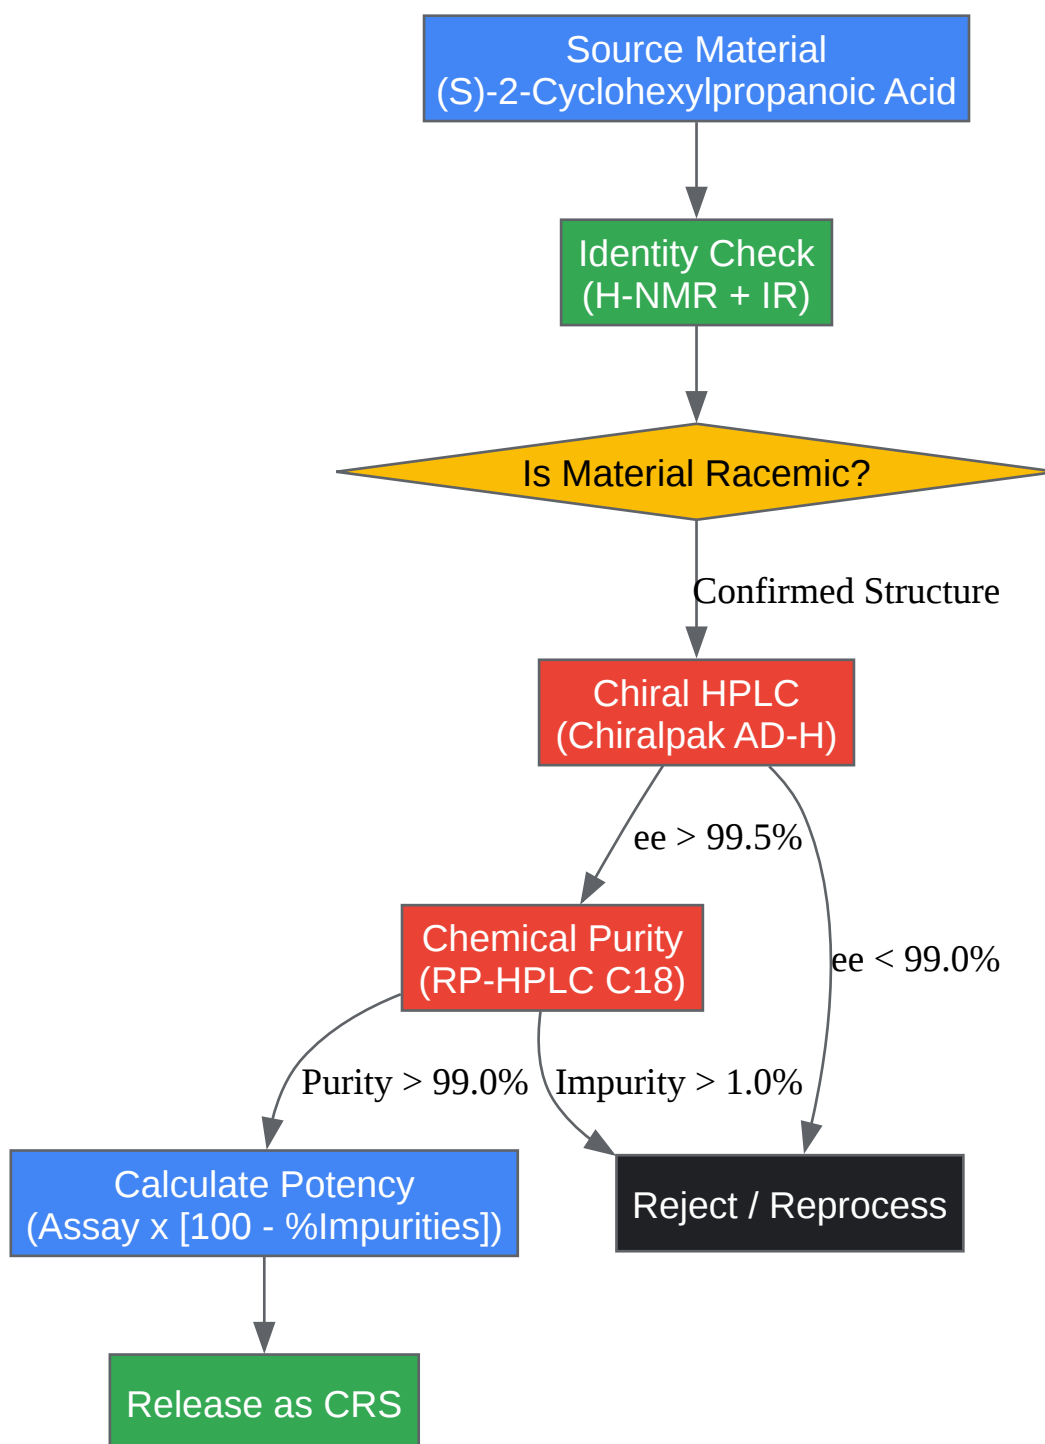 Source Material
(S)-2-Cyclohexylpropanoic Acid
Identity Check
(H-NMR + IR)
Is Material Racemic?
Confirmed Structure
Chiral HPLC
(Chiralpak AD-H)
ee > 99.5%
Chemical Purity
(RP-HPLC C18)
ee < 99.0%
Purity > 99.0%
Impurity > 1.0%
Calculate Potency
(Assay x [100 - %Impurities])
Reject / Reprocess
Release as CRS